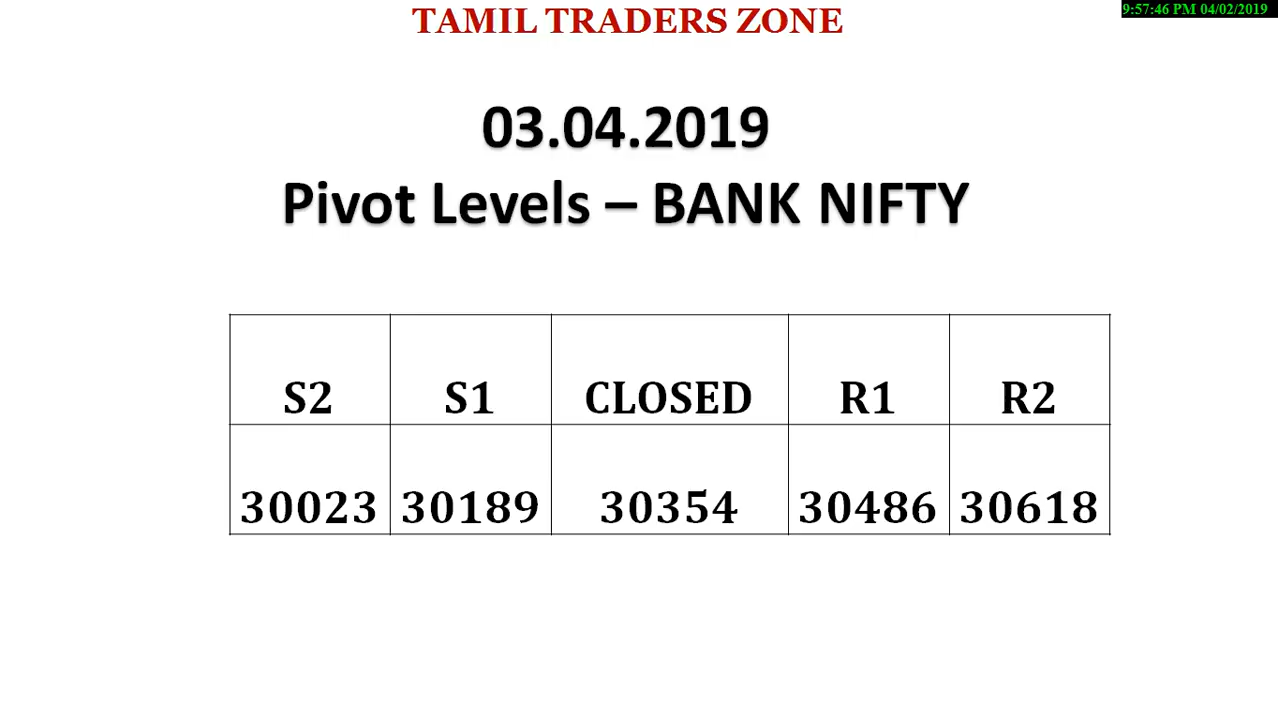 TAMIL TRADERS ZONE
9:57:46 PM 04/02/2019
03.04.2019
Pivot Levels – BANK NIFTY
S2 S1 CLOSED R1 R2
30023 30189 30354 30486 30618